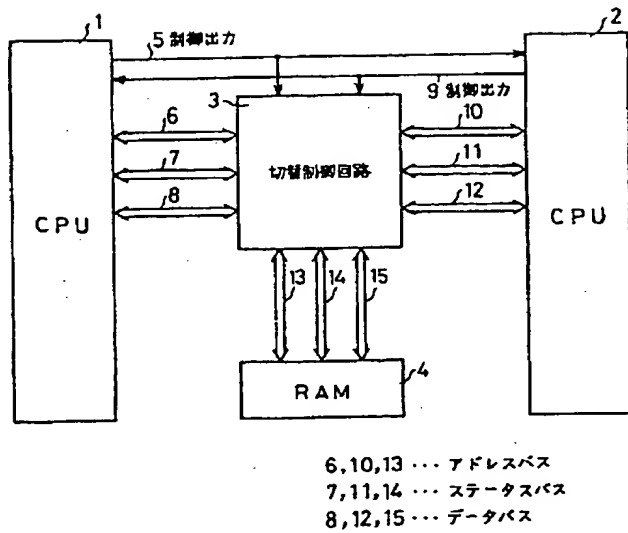 1
2
5 制御出力
3
9 制御出力
6
10
7
切替制御回路
11
8
12
CPU
CPU
13
14
15
4
RAM
6,10,13 ... アドレスバス
7,11,14 ... ステータスバス
8,12,15 ... データバス